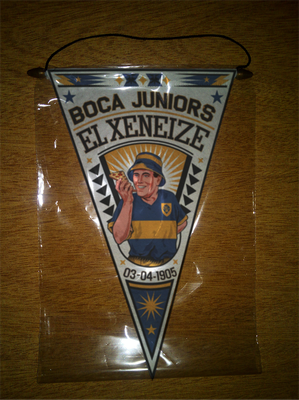 BOCA JUNIORS
EL XENEIZE
03-04-1905